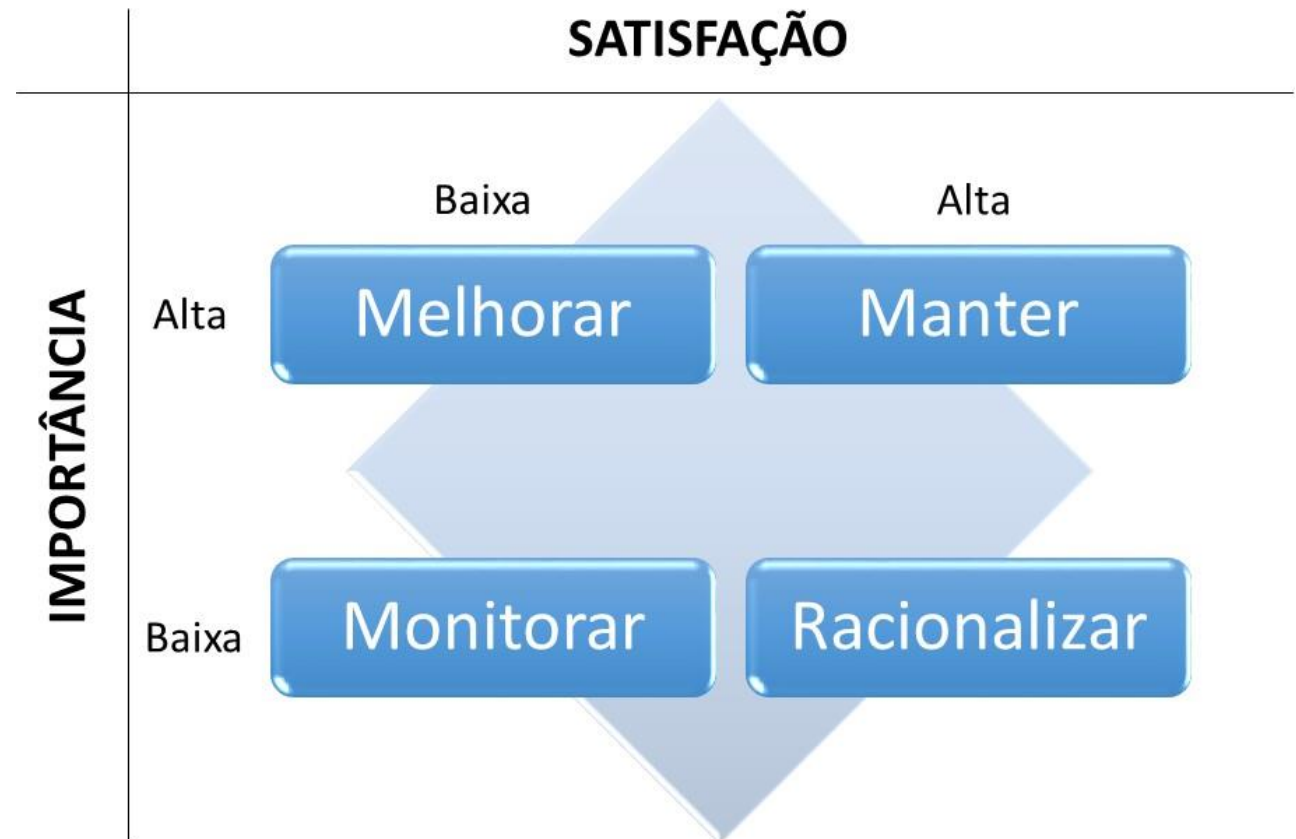 SATISFAÇÃO
Baixa
Alta
IMPORTÂNCIA
Alta
Melhorar
Manter
Baixa
Monitorar
Racionalizar